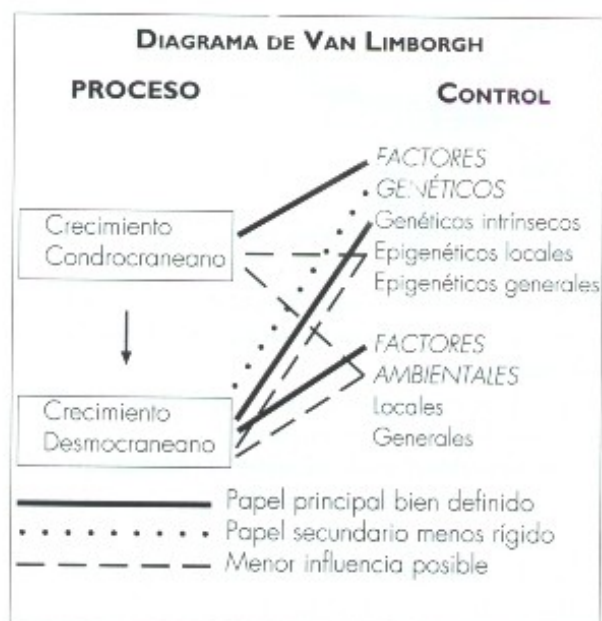 DIAGRAMA DE VAN LIMBORGH
PROCESO
CONTROL
Crecimiento
Condrocraneano
Crecimiento
Desmocraneano
FACTORES
GENÉTICOS
Genéticos intrínsecos
Epigenéticos locales
Epigenéticos generales
FACTORES
AMBIENTALES
Locales
Generales
Papel principal bien definido
Papel secundario menos rígido
Menor influencia posible